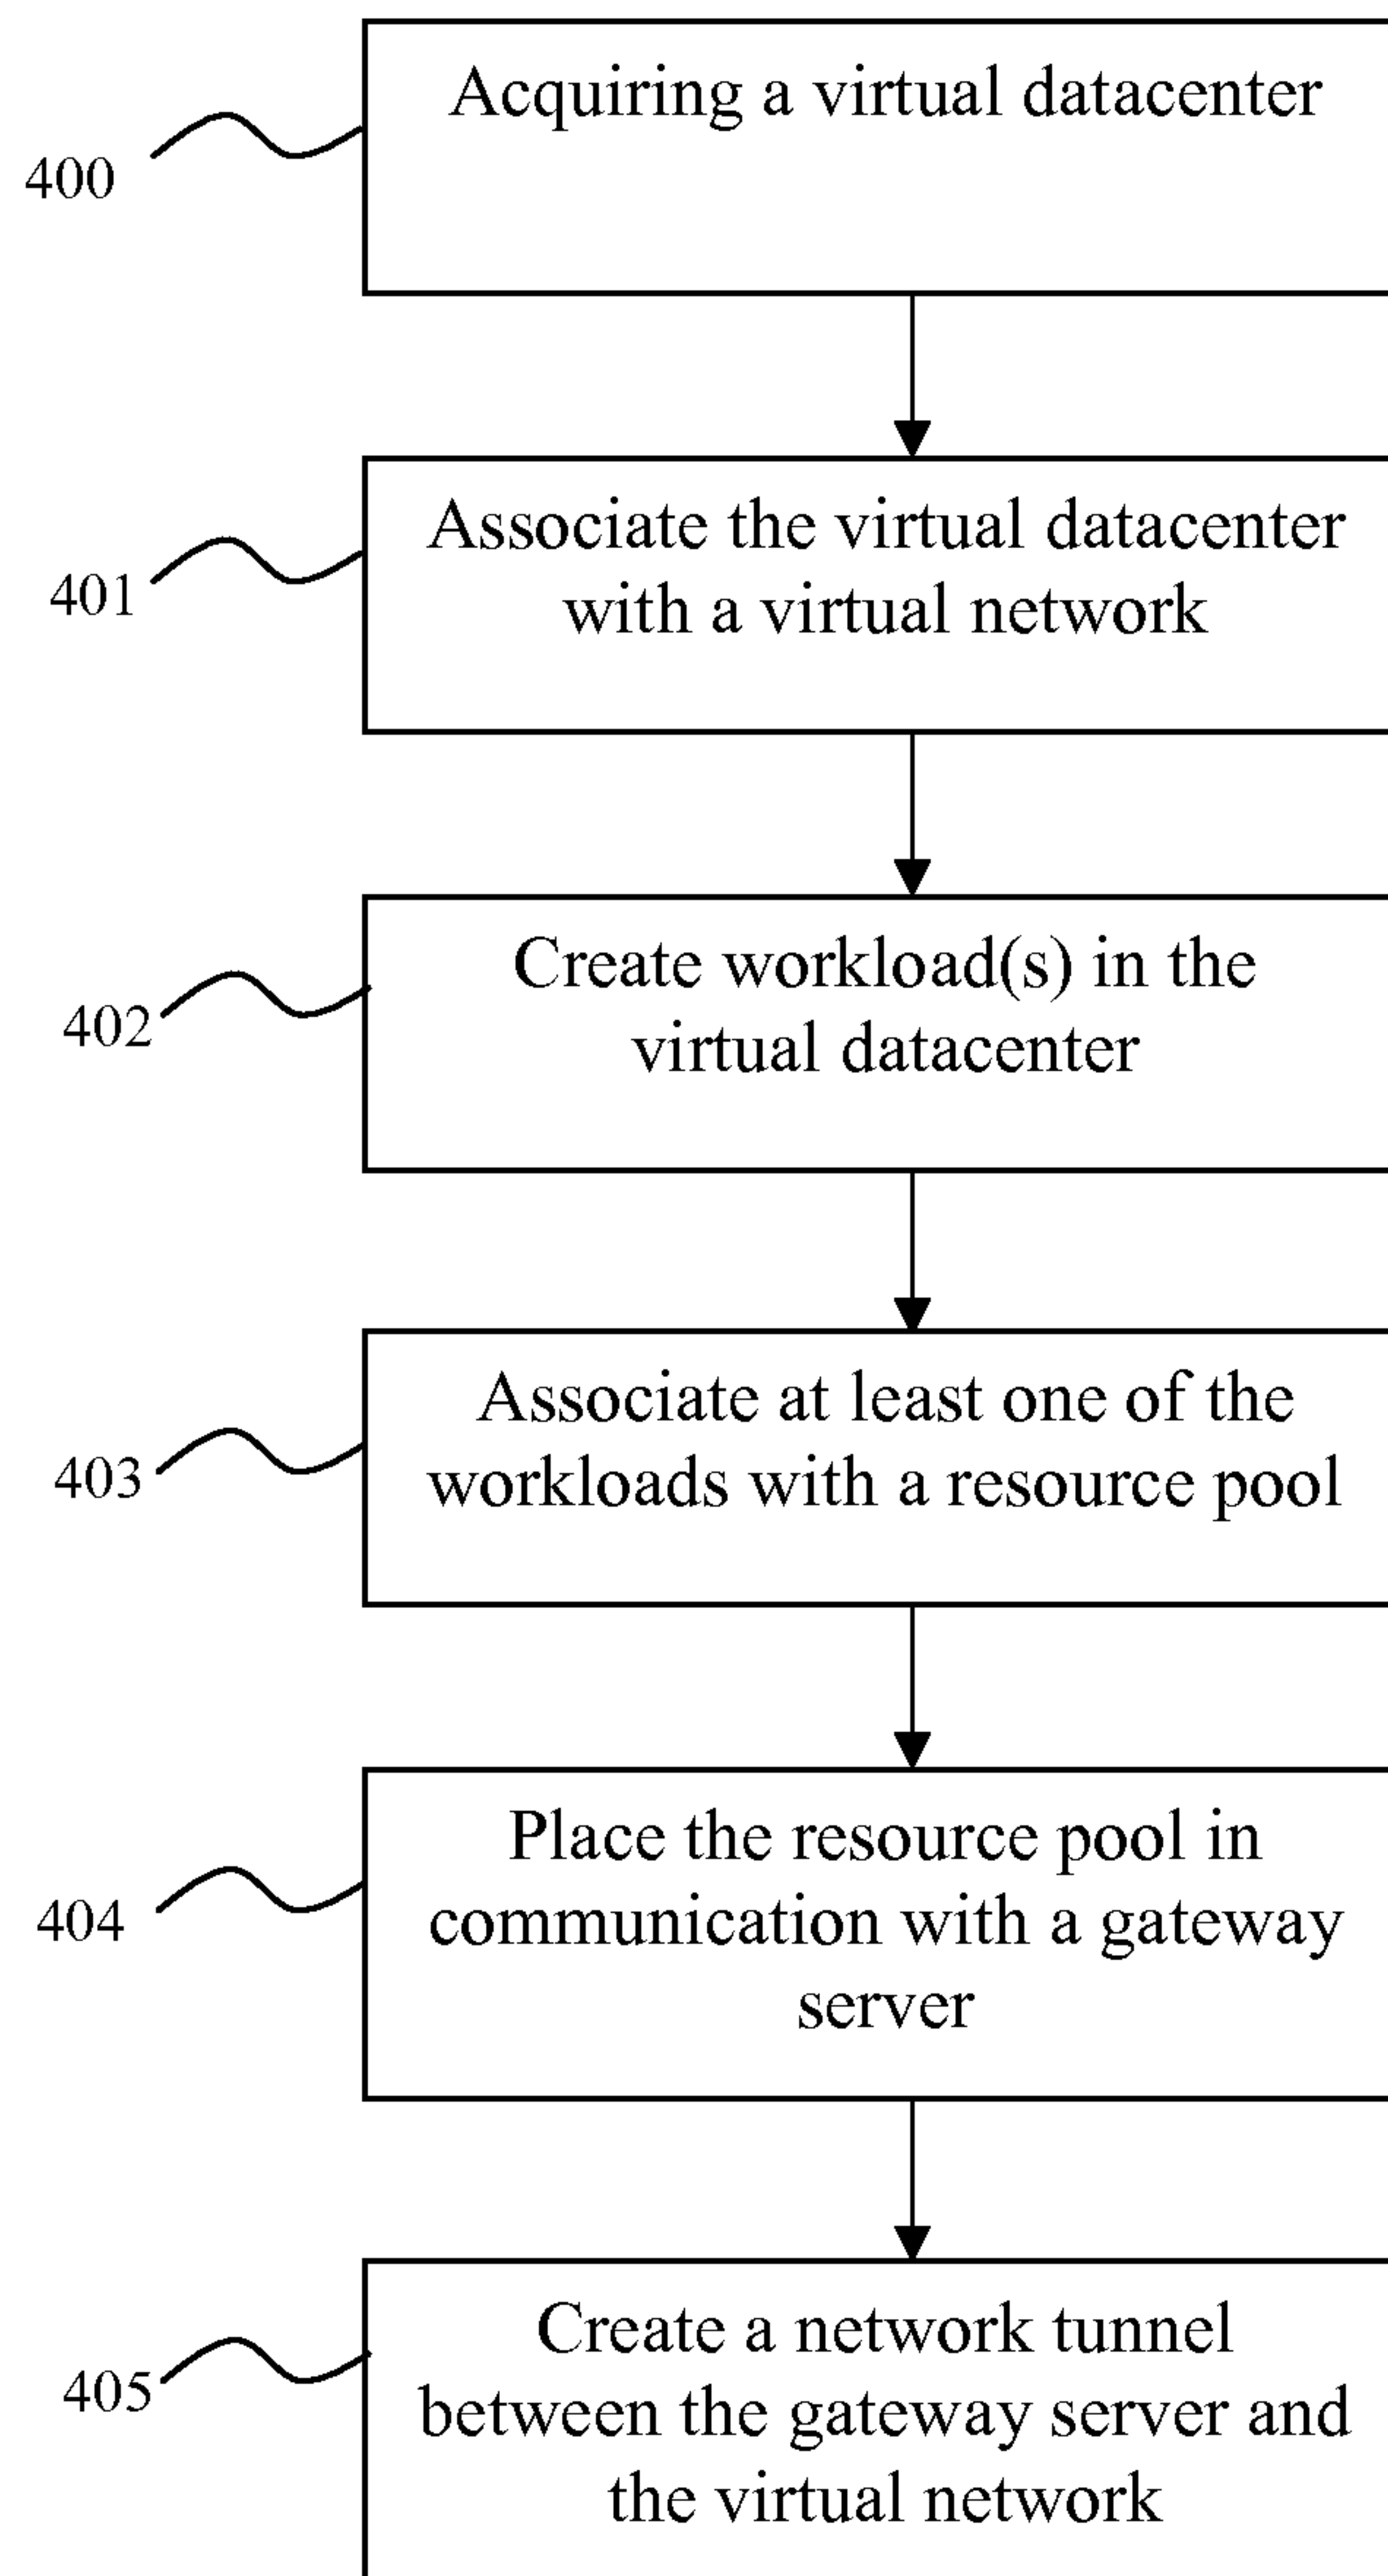 Acquiring a virtual datacenter
400
Associate the virtual datacenter
with a virtual network
401
Create workload(s) in the
virtual datacenter
402
Associate at least one of the
workloads with a resource pool
403
Place the resource pool in
communication with a gateway
server
404
Create a network tunnel
between the gateway server and
the virtual network
405